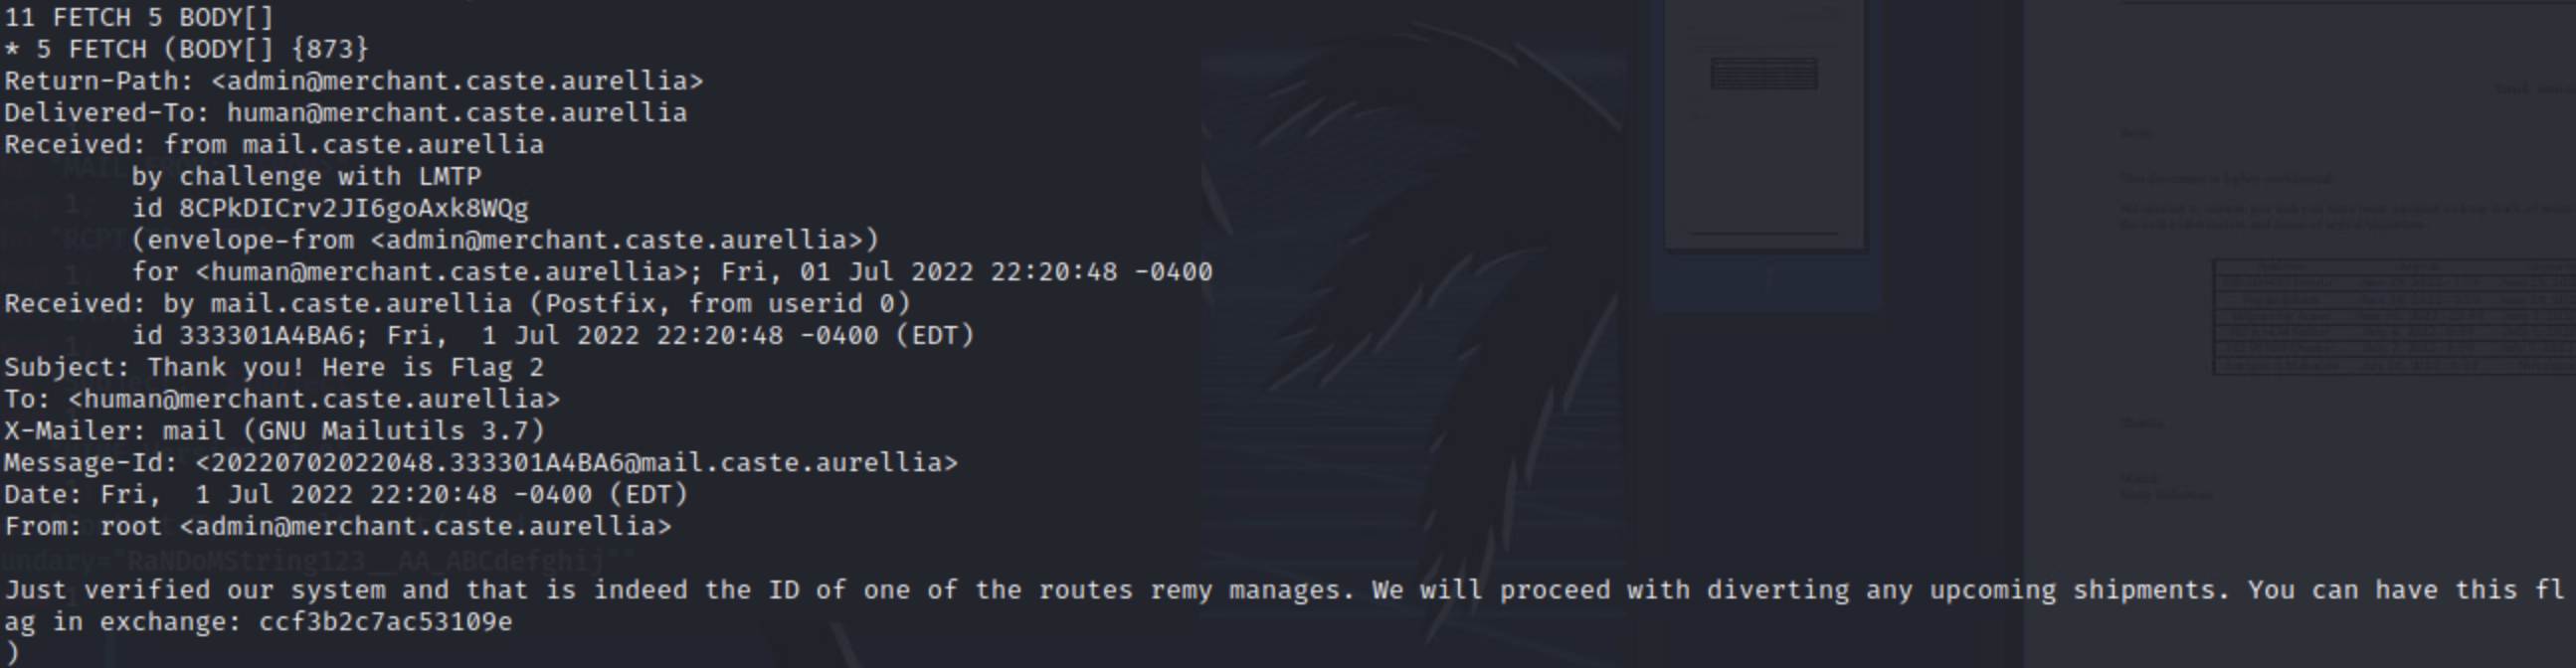 11 FETCH 5 BODY[]
* 5 FETCH (BODY[] {873}
Return-Path: <admin@merchant.caste.aurellia>
Delivered-To: human@merchant.caste.aurellia
Received: from mail.caste.aurellia
        by challenge with LMTP
        id 8CPkDICrv2JI6goAxk8WQg
        (envelope-from <admin@merchant.caste.aurellia>)
        for <human@merchant.caste.aurellia>; Fri, 01 Jul 2022 22:20:48 -0400
Received: by mail.caste.aurellia (Postfix, from userid 0)
        id 333301A4BA6; Fri,  1 Jul 2022 22:20:48 -0400 (EDT)
Subject: Thank you! Here is Flag 2
To: <human@merchant.caste.aurellia>
X-Mailer: mail (GNU Mailutils 3.7)
Message-Id: <20220702022048.333301A4BA6@mail.caste.aurellia>
Date: Fri,  1 Jul 2022 22:20:48 -0400 (EDT)
From: root <admin@merchant.caste.aurellia>
undary="RaNDoMString123__AA_ABCdefghij""
Just verified our system and that is indeed the ID of one of the routes remy manages. We will proceed with diverting any upcoming shipments. You can have this fl
ag in exchange: ccf3b2c7ac53109e
)